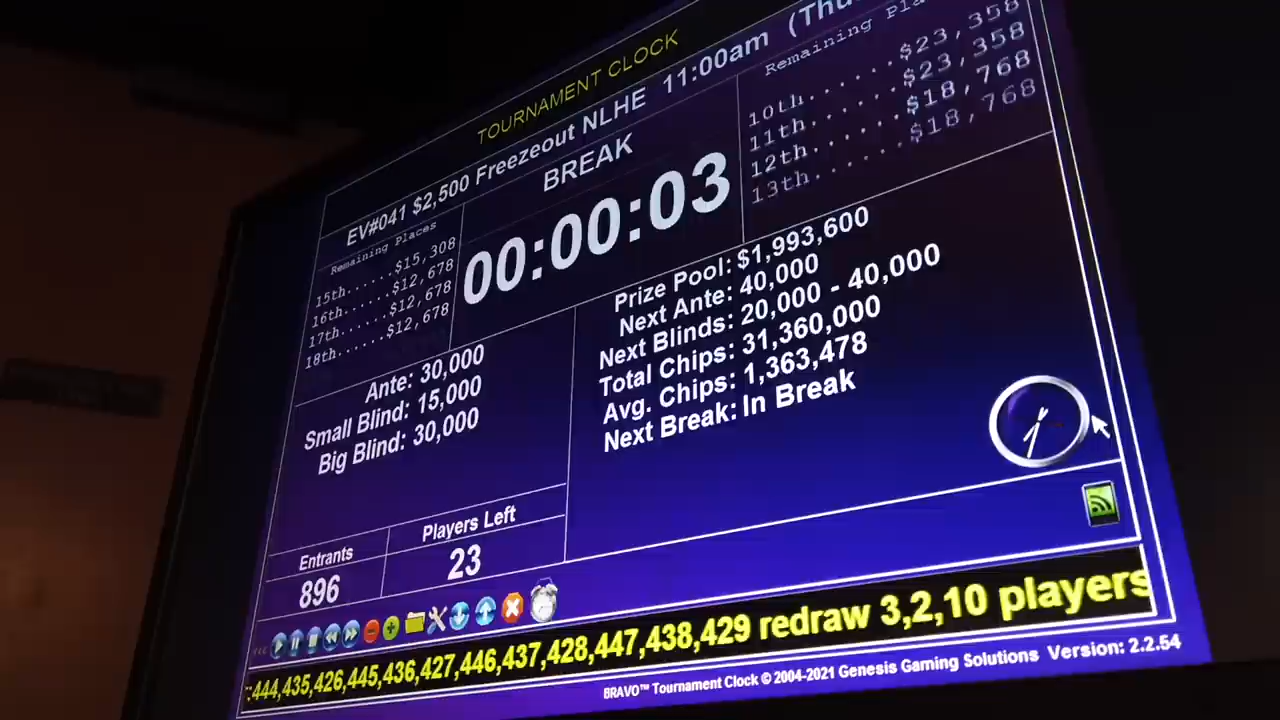 TOURNAMENT CLOCK
EV#041 $2,500 Freezeout NLHE 11:00am
Remaining Places
15th.....$15,308
16th.....$12,678
17th......$12,678
18th......$12,678
BREAK
00:00:03
Remaining
10th.......$23,358
11th.......$23,358
12th.......$18,768
13th.......$18,768
Ante: 30,000
Small Blind: 15,000
Big Blind: 30,000
Prize Pool: $1,993,600
Next Ante: 40,000
Next Blinds: 20,000 - 40,000
Total Chips: 31,360,000
Avg. Chips: 1,363,478
Next Break: In Break
Entrants
896
Players Left
23
:444,435,426,445,436,427,446,437,428,447,438,429 redraw 3,2,10 players
BRAVO™ Tournament Clock © 2004-2021 Genesis Gaming Solutions Version: 2.2.54